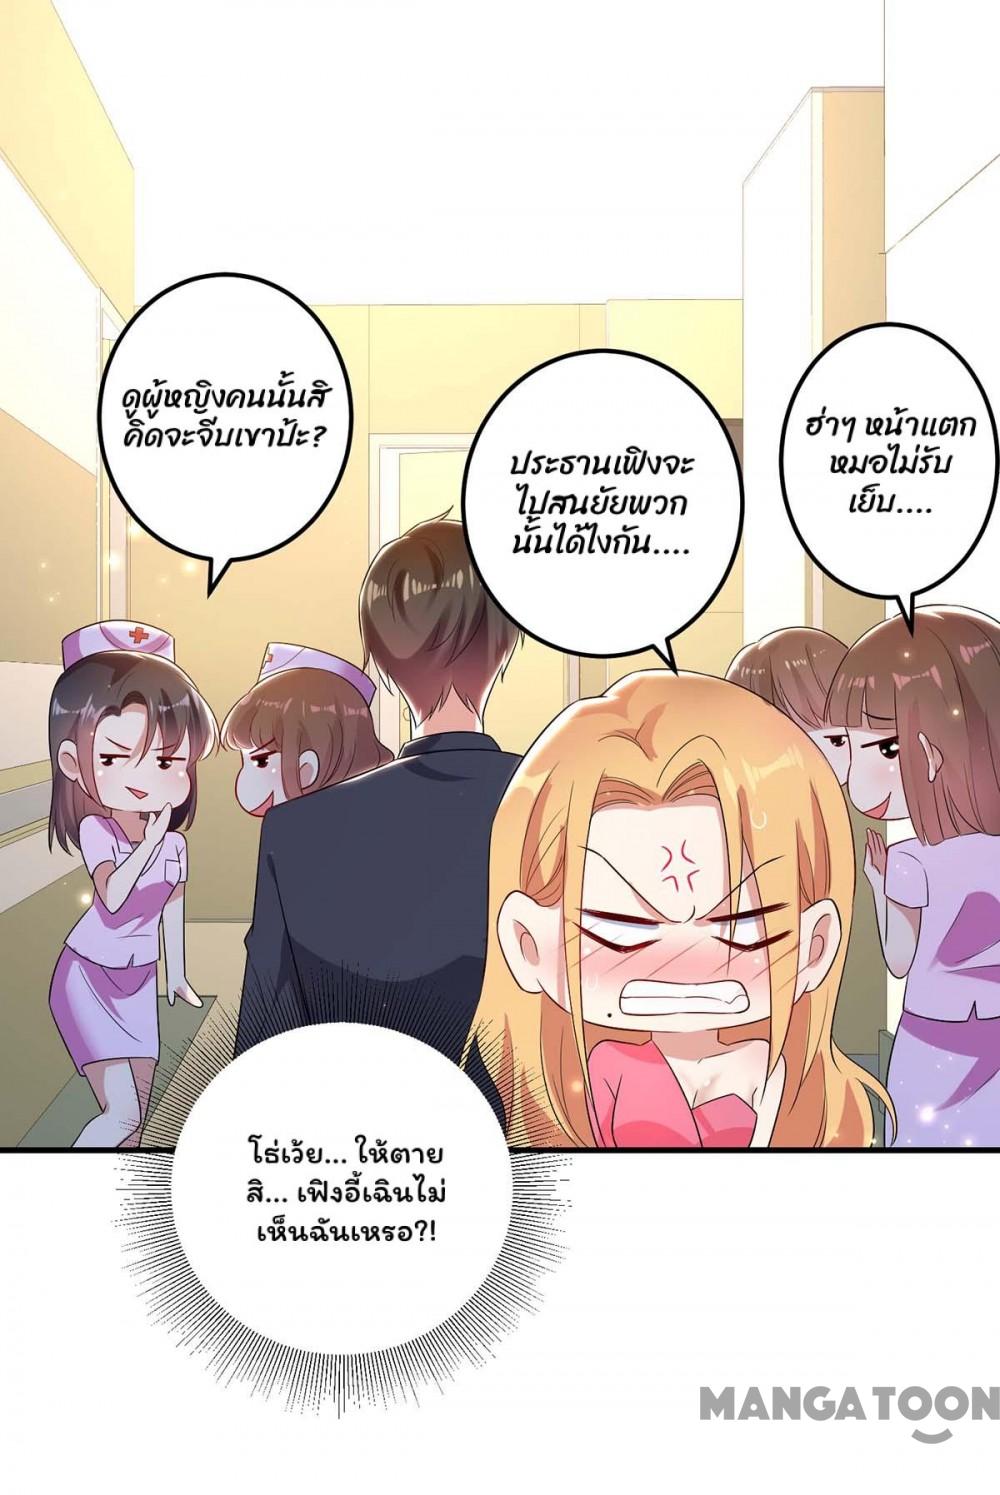 ดูผู้หญิงคนนั้นสิ
คิดจะจีบเขาป้ะ?
ประธานเฟิงจะ
ไปสนยัยพวก
นั้นได้ไงกัน....
ฮ่าๆ หน้าแตก
หมอไม่รับ
เย็บ....
โธ่เว้ย... ให้ตาย
สิ... เฟิงอี้เฉินไม่
เห็นฉันเหรอ?!
MANGATOON